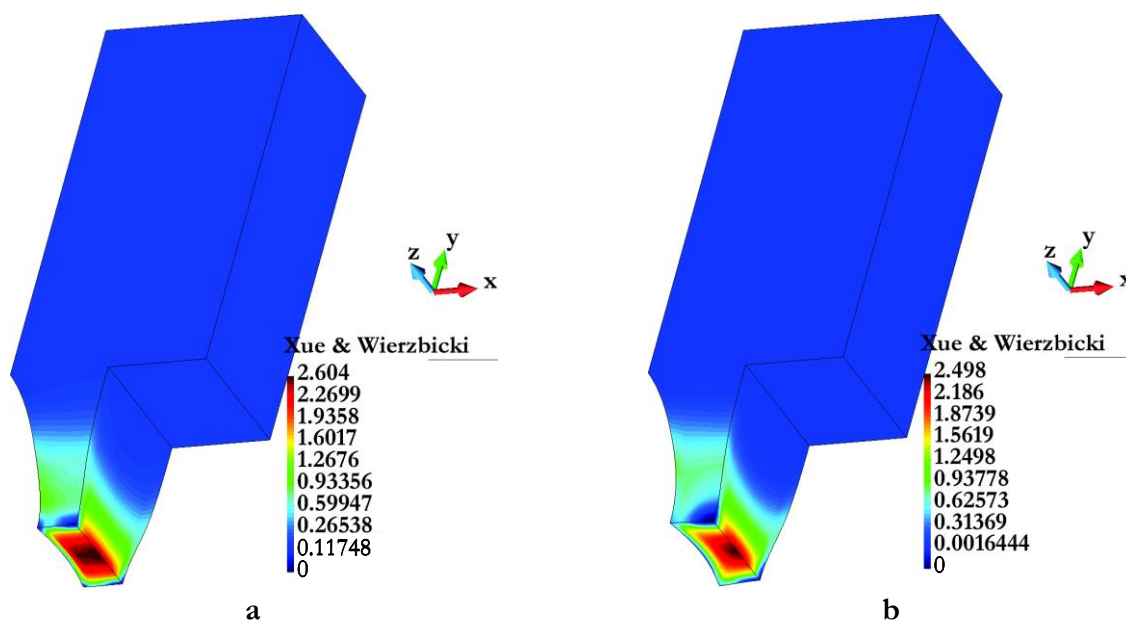 z
y
x
Xue & Wierzbicki
2.604
2.2699
1.9358
1.6017
1.2676
0.93356
0.59947
0.26538
0.11748
0
a
z
y
x
Xue & Wierzbicki
2.498
2.186
1.8739
1.5619
1.2498
0.93778
0.62573
0.31369
0.0016444
0
b